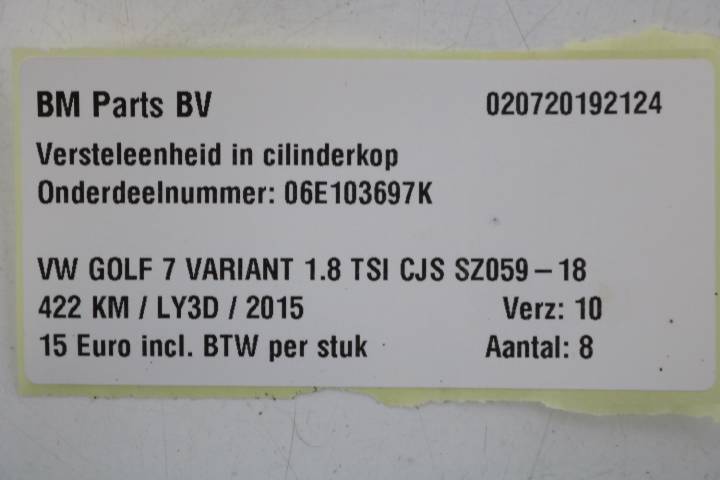 BM Parts BV 020720192124
Versteleenheid in cilinderkop
Onderdeelnummer: 06E103697K
VW GOLF 7 VARIANT 1.8 TSI CJS SZ059 – 18
422 KM / LY3D / 2015 Verz: 10
15 Euro incl. BTW per stuk Aantal: 8